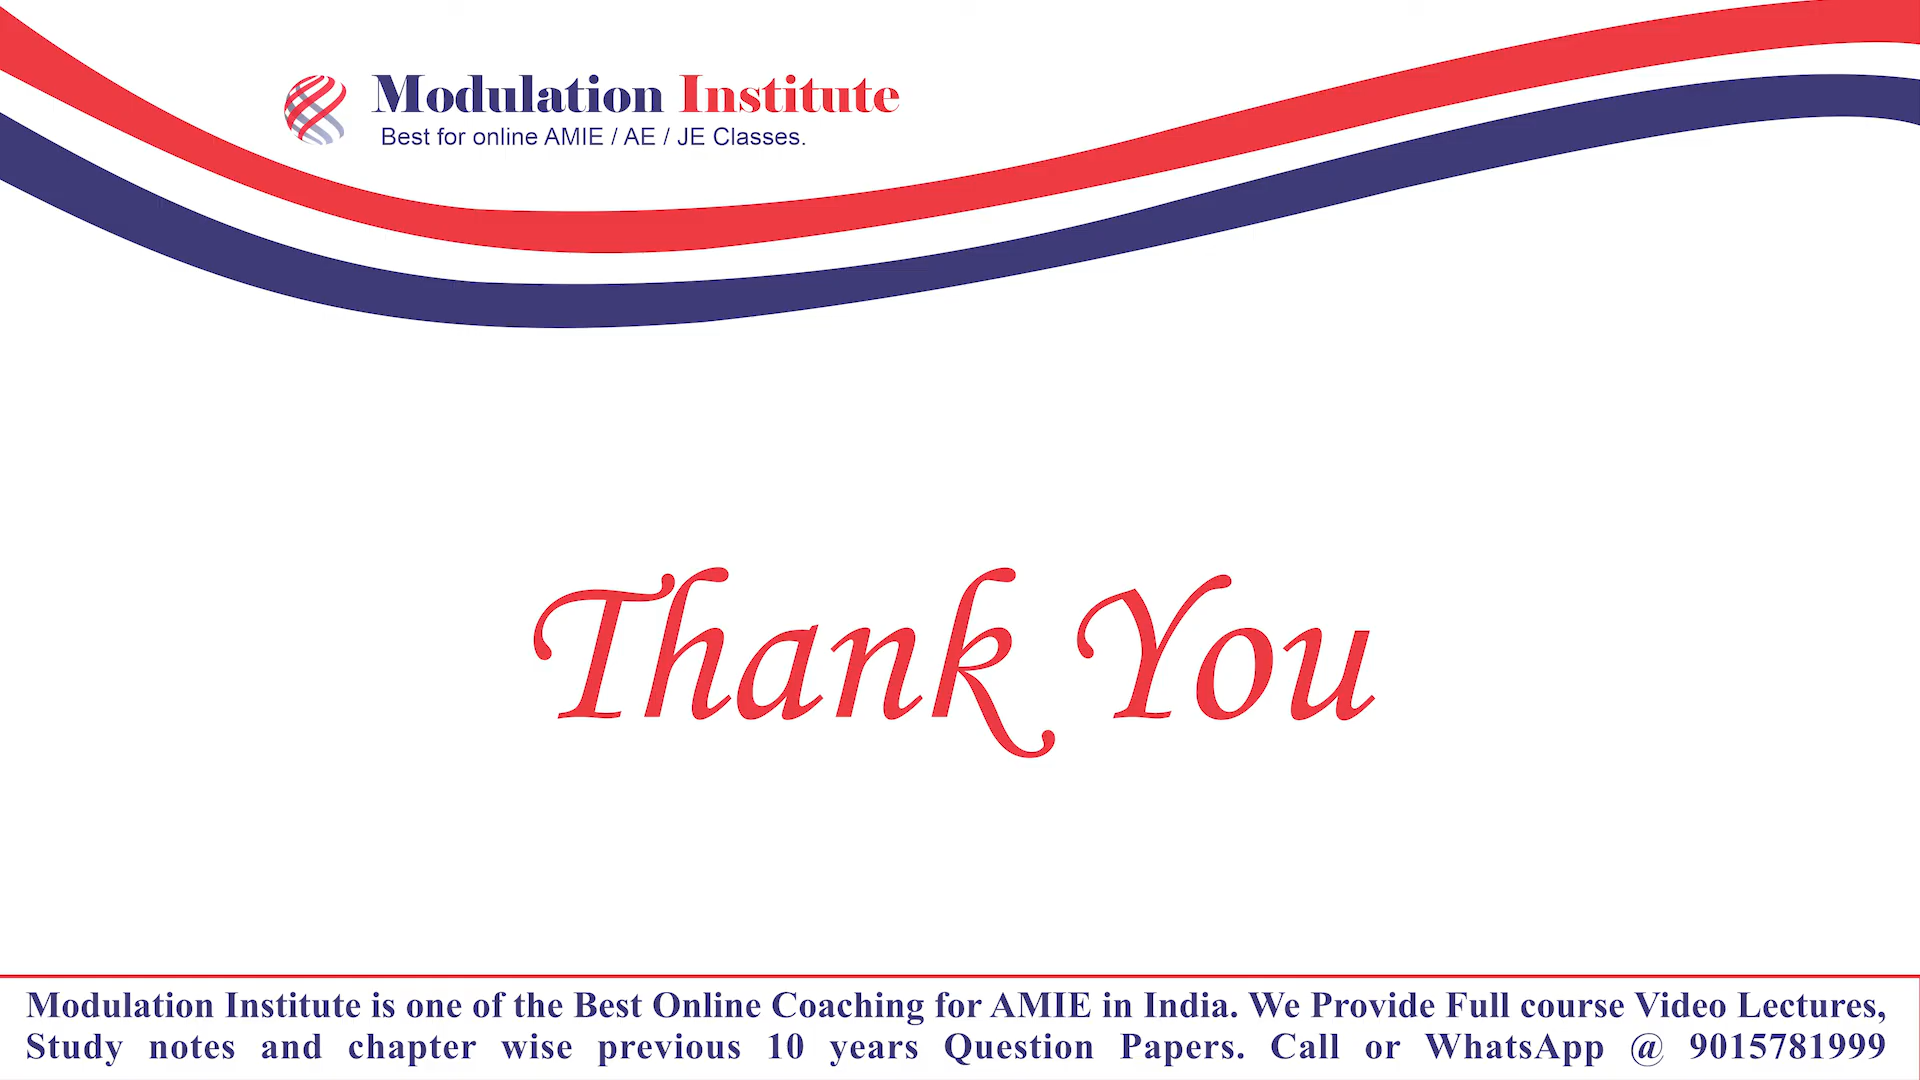 Modulation Institute
Best for online AMIE / AE / JE Classes.
Thank You
Modulation Institute is one of the Best Online Coaching for AMIE in India. We Provide Full course Video Lectures,
Study notes and chapter wise previous 10 years Question Papers. Call or WhatsApp @ 9015781999